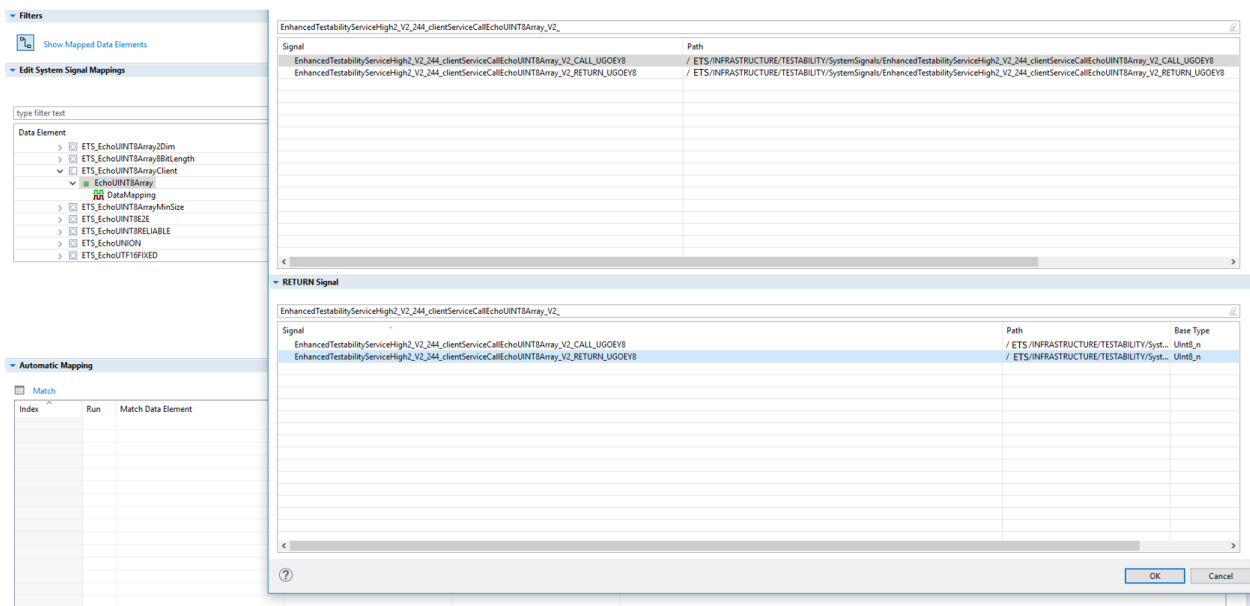 Filters
Show Mapped Data Elements
Edit System Signal Mappings
type filter text
Data Element
ETS_EchoUINT8Array2Dim
ETS_EchoUINT8Array8BitLength
ETS_EchoUINT8ArrayClient
EchoUINT8Array
DataMapping
ETS_EchoUINT8ArrayMinSize
ETS_EchoUINT8E2E
ETS_EchoUINT8RELIABLE
ETS_EchoUNION
ETS_EchoUTF16FIXED
Automatic Mapping
Match
Index Run Match Data Element
EnhancedTestabilityServiceHigh2_V2_244_clientServiceCallEchoUINT8Array_V2_
Signal Path
EnhancedTestabilityServiceHigh2_V2_244_clientServiceCallEchoUINT8Array_V2_CALL_UGOEY8 / ETS/INFRASTRUCTURE/TESTABILITY/SystemSignals/EnhancedTestabilityServiceHigh2_V2_244_clientServiceCallEchoUINT8Array_V2_CALL_UGOEY8
EnhancedTestabilityServiceHigh2_V2_244_clientServiceCallEchoUINT8Array_V2_RETURN_UGOEY8 / ETS/INFRASTRUCTURE/TESTABILITY/SystemSignals/EnhancedTestabilityServiceHigh2_V2_244_clientServiceCallEchoUINT8Array_V2_RETURN_UGOEY8
RETURN Signal
EnhancedTestabilityServiceHigh2_V2_244_clientServiceCallEchoUINT8Array_V2_
Signal Path Base Type
EnhancedTestabilityServiceHigh2_V2_244_clientServiceCallEchoUINT8Array_V2_CALL_UGOEY8 / ETS /INFRASTRUCTURE/TESTABILITY/Syst... UInt8_n
EnhancedTestabilityServiceHigh2_V2_244_clientServiceCallEchoUINT8Array_V2_RETURN_UGOEY8 / ETS/INFRASTRUCTURE/TESTABILITY/Syst... UInt8_n
? OK Cancel